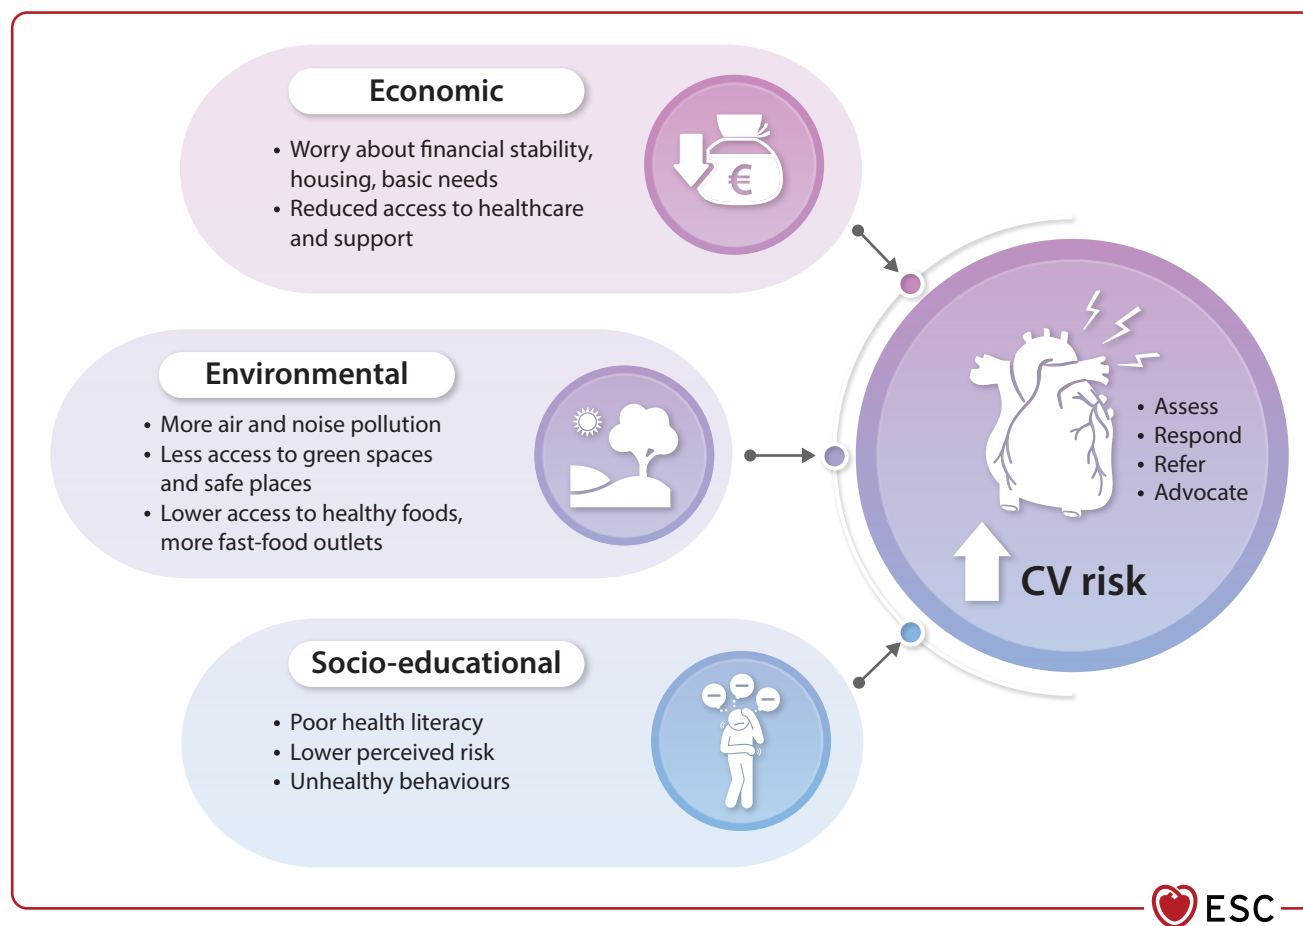 Economic
• Worry about financial stability,
housing, basic needs
• Reduced access to healthcare
and support
€
Environmental
• More air and noise pollution
• Less access to green spaces
and safe places
• Lower access to healthy foods,
more fast-food outlets
Socio-educational
• Poor health literacy
• Lower perceived risk
• Unhealthy behaviours
• Assess
• Respond
• Refer
• Advocate
CV risk
ESC